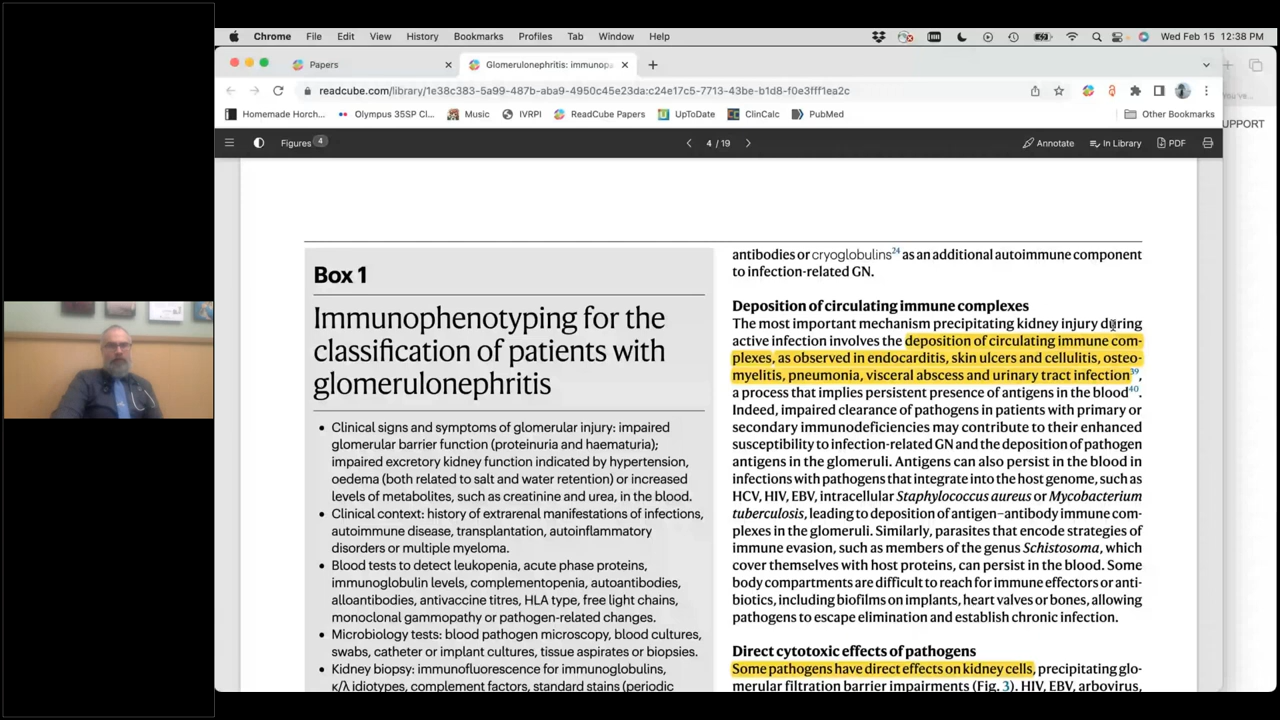 Chrome File Edit View History Bookmarks Profiles Tab Window Help Wed Feb 15 12:38 PM
Papers Glomerulonephritis: immunop
readcube.com/library/1e38c383-5a99-487b-aba9-4950c45e23da:c24e17c5-7713-43be-b1d8-f0e3fff1ea2c
Homemade Horch... Olympus 35SP Cl... Music IVRPI ReadCube Papers UpToDate ClinCalc PubMed Other Bookmarks
UPPORT
Figures 4 4 / 19 Annotate In Library PDF
Box 1
Immunophenotyping for the
classification of patients with
glomerulonephritis
• Clinical signs and symptoms of glomerular injury: impaired
glomerular barrier function (proteinuria and haematuria);
impaired excretory kidney function indicated by hypertension,
oedema (both related to salt and water retention) or increased
levels of metabolites, such as creatinine and urea, in the blood.
• Clinical context: history of extrarenal manifestations of infections,
autoimmune disease, transplantation, autoinflammatory
disorders or multiple myeloma.
• Blood tests to detect leukopenia, acute phase proteins,
immunoglobulin levels, complementopenia, autoantibodies,
alloantibodies, antivaccine titres, HLA type, free light chains,
monoclonal gammopathy or pathogen-related changes.
• Microbiology tests: blood pathogen microscopy, blood cultures,
swabs, catheter or implant cultures, tissue aspirates or biopsies.
• Kidney biopsy: immunofluorescence for immunoglobulins,
κ/λ idiotypes, complement factors, standard stains (periodic
antibodies or cryoglobulins24 as an additional autoimmune component
to infection-related GN.
Deposition of circulating immune complexes
The most important mechanism precipitating kidney injury during
active infection involves the deposition of circulating immune com-
plexes, as observed in endocarditis, skin ulcers and cellulitis, osteo-
myelitis, pneumonia, visceral abscess and urinary tract infection39,
a process that implies persistent presence of antigens in the blood40.
Indeed, impaired clearance of pathogens in patients with primary or
secondary immunodeficiencies may contribute to their enhanced
susceptibility to infection-related GN and the deposition of pathogen
antigens in the glomeruli. Antigens can also persist in the blood in
infections with pathogens that integrate into the host genome, such as
HCV, HIV, EBV, intracellular Staphylococcus aureus or Mycobacterium
tuberculosis, leading to deposition of antigen–antibody immune com-
plexes in the glomeruli. Similarly, parasites that encode strategies of
immune evasion, such as members of the genus Schistosoma, which
cover themselves with host proteins, can persist in the blood. Some
body compartments are difficult to reach for immune effectors or anti-
biotics, including biofilms on implants, heart valves or bones, allowing
pathogens to escape elimination and establish chronic infection.
Direct cytotoxic effects of pathogens
Some pathogens have direct effects on kidney cells, precipitating glo-
merular filtration barrier impairments (Fig. 3). HIV, EBV, arbovirus,